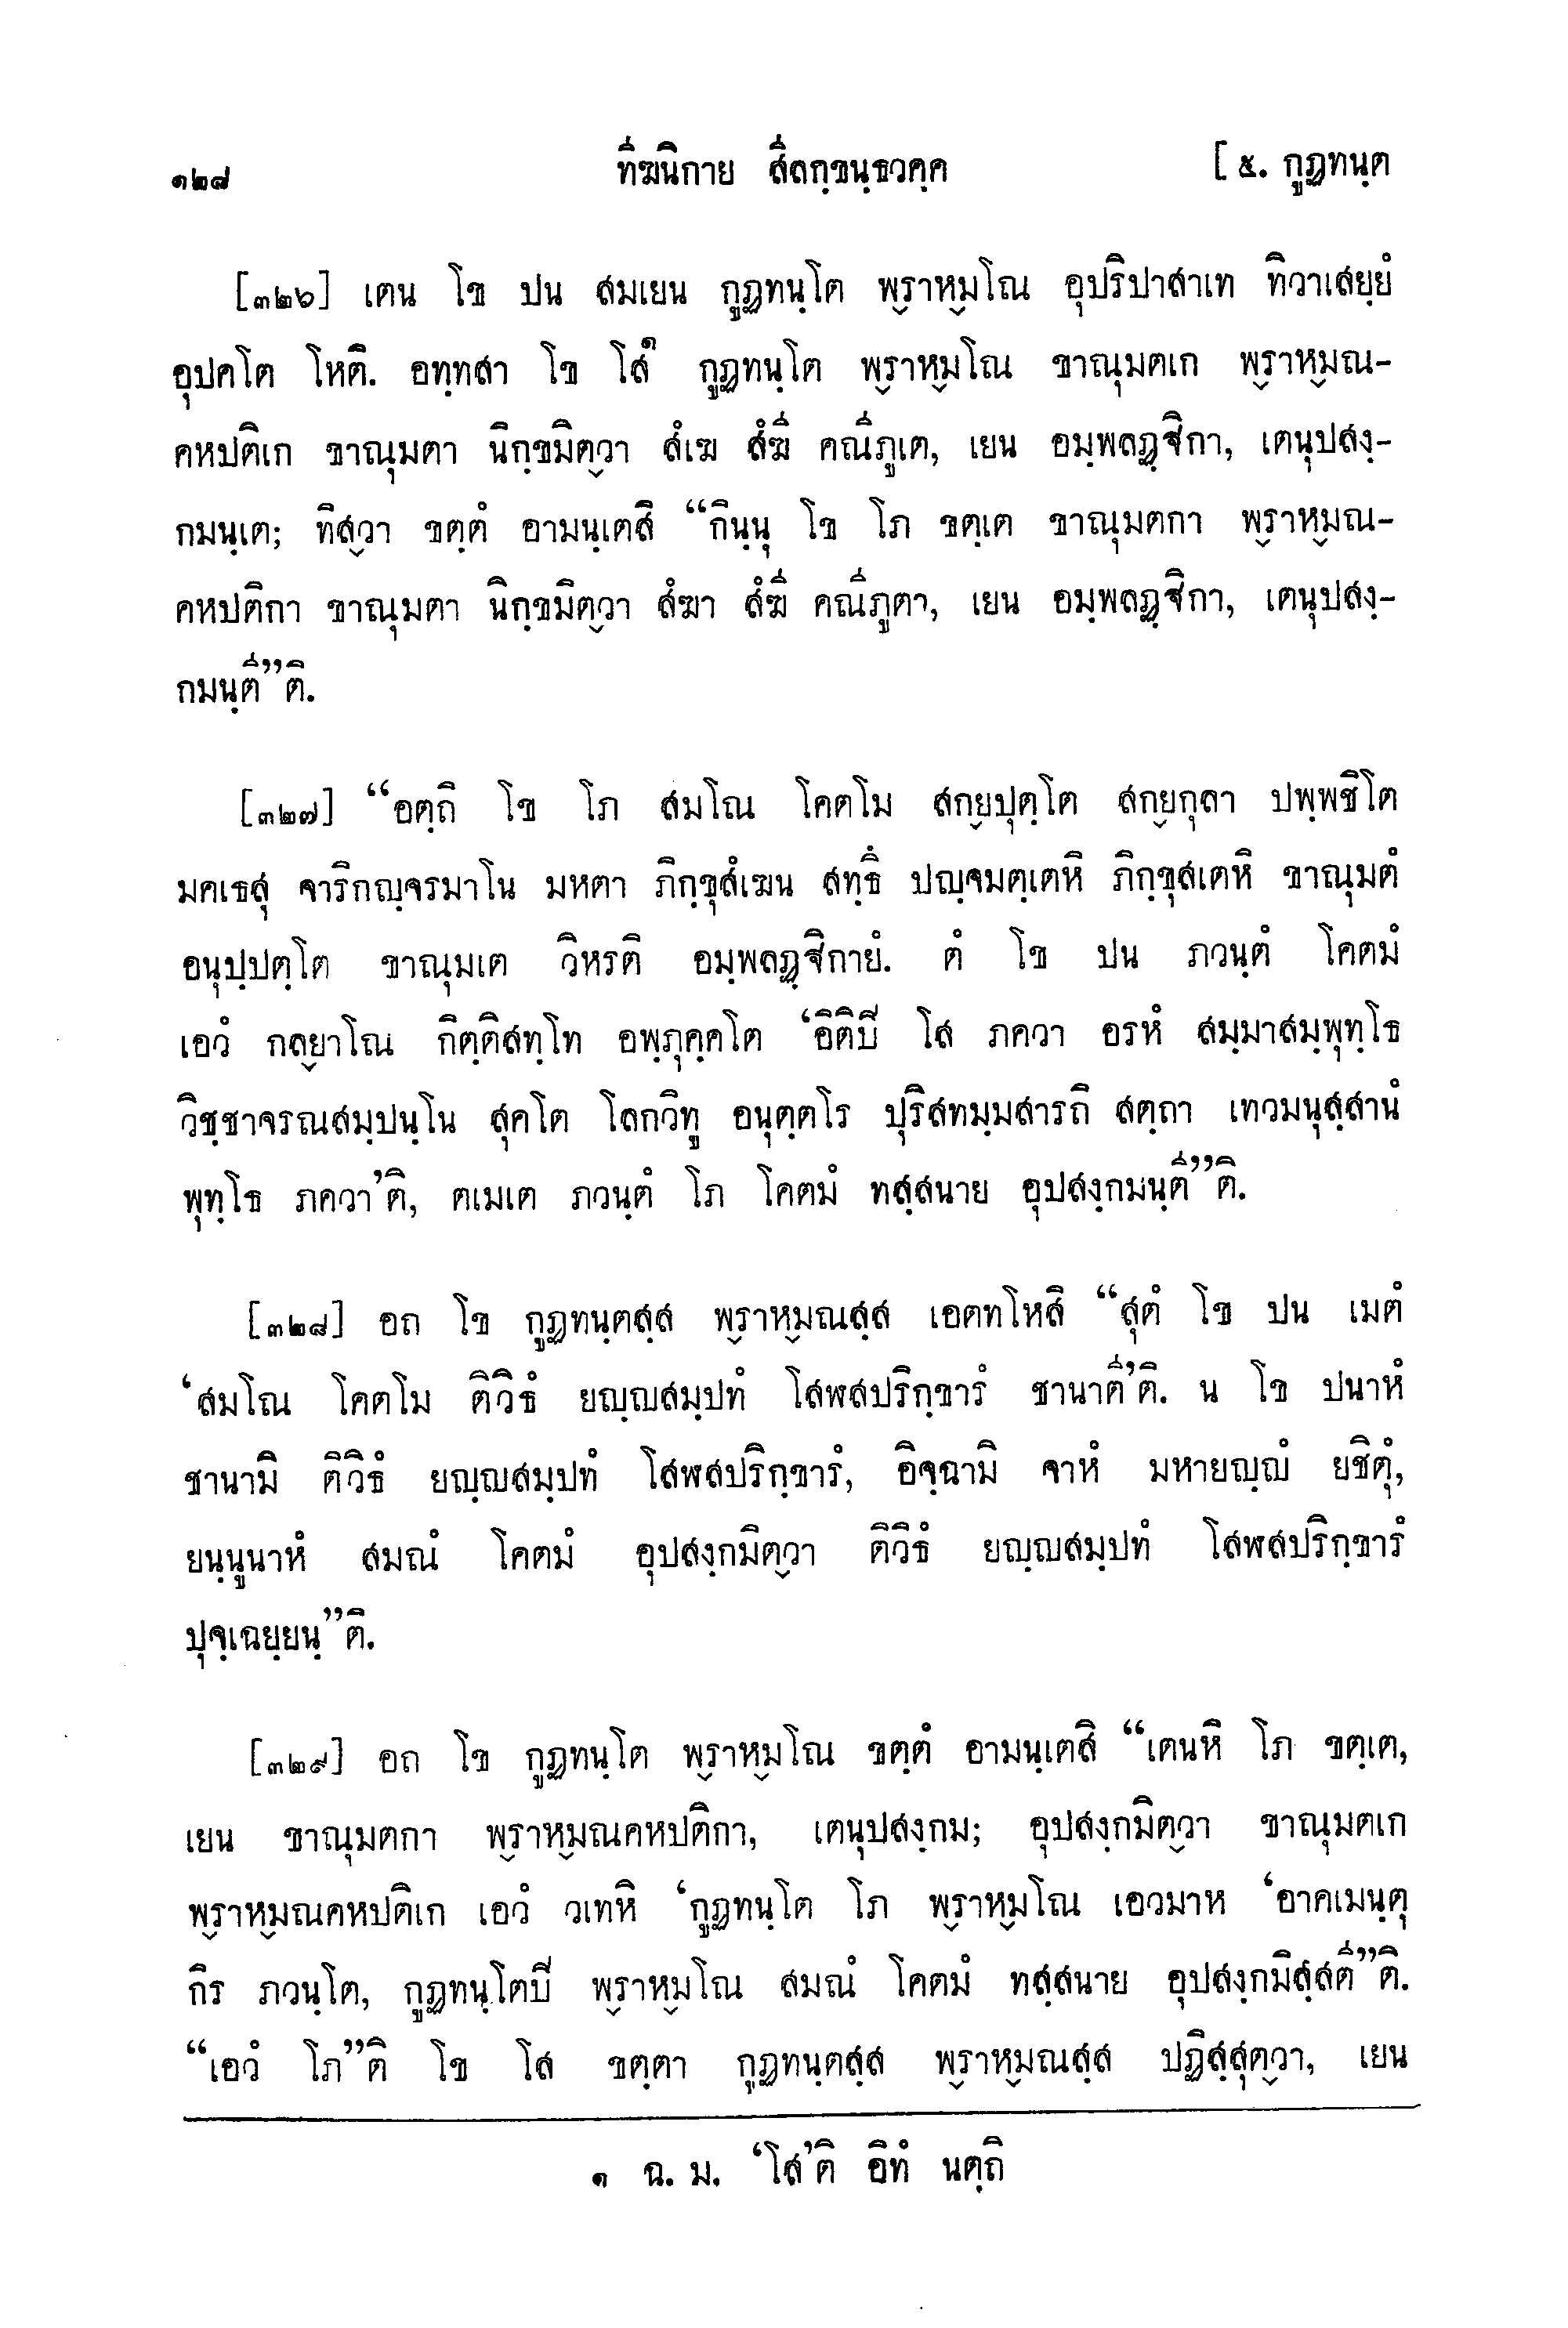 ๑๒๘ ทีฆนิกาย สีลกฺขนฺธวคฺค [ ๕. กูฏทนฺต
[๓๒๖] เตน โข ปน สมเยน กูฏทนฺโต พฺราหฺมโณ อุปริปาสาเท ทิวาเสยฺยํ
อุปคโต โหติ. อทฺทสา โข โส๑ กูฏทนฺโต พฺราหฺมโณ ขาณุมตเก พฺราหฺมณ-
คหปติเก ขาณุมตา นิกฺขมิตฺวา สํเฆ สํฆี คณีภูเต, เยน อมฺพลฏฺฐิกา, เตนุปสงฺ-
กมนฺเต; ทิสฺวา ขตฺตํ อามนฺเตสิ “กินฺนุ โข โภ ขตฺเต ขาณุมตกา พฺราหฺมณ-
คหปติกา ขาณุมตา นิกฺขมิตฺวา สํฆา สํฆี คณีภูตา, เยน อมฺพลฏฺฐิกา, เตนุปสงฺ-
กมนฺตี”ติ.
[๓๒๗] “อตฺถิ โข โภ สมโณ โคตโม สกฺยปุตฺโต สกฺยกุลา ปพฺพชิโต
มคเธสุ จาริกญฺจรมาโน มหตา ภิกฺขุสํเฆน สทฺธึ ปญฺจมตฺเตหิ ภิกฺขุสเตหิ ขาณุมตํ
อนุปฺปตฺโต ขาณุมเต วิหรติ อมฺพลฏฺฐิกายํ. ตํ โข ปน ภวนฺตํ โคตมํ
เอวํ กลฺยาโณ กิตฺติสทฺโท อพฺภุคฺคโต ‘อิติปิ โส ภควา อรหํ สมฺมาสมฺพุทฺโธ
วิชฺชาจรณสมฺปนฺโน สุคโต โลกวิทู อนุตฺตโร ปุริสทมฺมสารถิ สตฺถา เทวมนุสฺสานํ
พุทฺโธ ภควา’ติ, ตเมเต ภวนฺตํ โภ โคตมํ ทสฺสนาย อุปสงฺกมนฺตี”ติ.
[๓๒๘] อถ โข กูฏทนฺตสฺส พฺราหฺมณสฺส เอตทโหสิ “สุตํ โข ปน เมตํ
‘สมโณ โคตโม ติวิธํ ยญฺญสมฺปทํ โสฬสปริกฺขารํ ชานาตี’ติ. น โข ปนาหํ
ชานามิ ติวิธํ ยญฺญสมฺปทํ โสฬสปริกฺขารํ, อิจฺฉามิ จาหํ มหายญฺญํ ยชิตุํ,
ยนฺนูนาหํ สมณํ โคตมํ อุปสงฺกมิตฺวา ติวิธํ ยญฺญสมฺปทํ โสฬสปริกฺขารํ
ปุจฺเฉยฺยนฺ”ติ.
[๓๒๙] อถ โข กูฏทนฺโต พฺราหฺมโณ ขตฺตํ อามนฺเตสิ “เตนหิ โภ ขตฺเต,
เยน ขาณุมตกา พฺราหฺมณคหปติกา, เตนุปสงฺกม; อุปสงฺกมิตฺวา ขาณุมตเก
พฺราหฺมณคหปติเก เอวํ วเทหิ ‘กูฏทนฺโต โภ พฺราหฺมโณ เอวมาห ‘อาคเมนฺตุ
กิร ภวนฺโต, กูฏทนฺโตปิ พฺราหฺมโณ สมณํ โคตมํ ทสฺสนาย อุปสงฺกมิสฺสตี”ติ.
“เอวํ โภ”ติ โข โส ขตฺตา กูฏทนฺตสฺส พฺราหฺมณสฺส ปฏิสฺสุตฺวา, เยน
๑ ฉ. ม. ‘โส’ติ อิทํ นตฺถิ